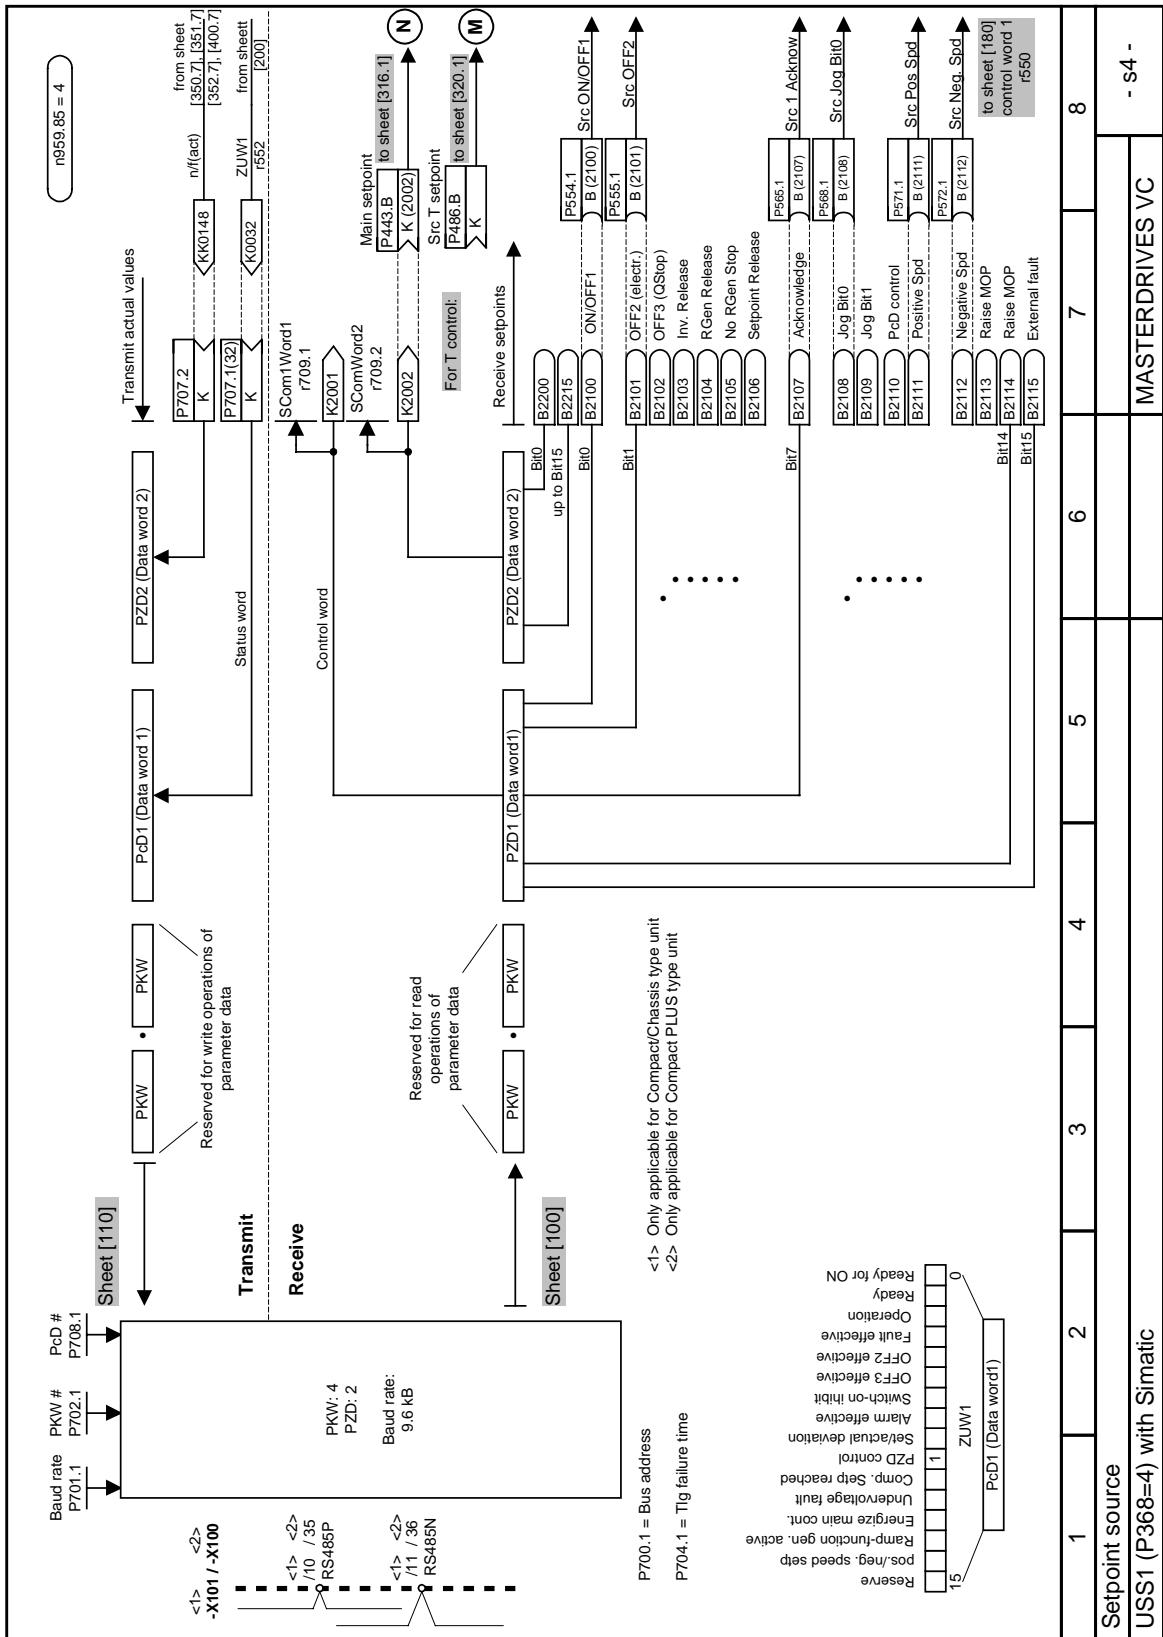 n959.85 = 4
Baud rate
P701.1
PKW #
P702.1
PcD #
P708.1
Sheet [110]
Transmit
Receive
Sheet [100]
PKW: 4
PZD: 2
Baud rate:
9.6 kB
<1> <2>
-X101 / -X100
<1> <2>
/10 / 35
RS485P
<1> <2>
/11 / 36
RS485N
P700.1 = Bus address
P704.1 = Tlg failure time
PKW
PKW
Reserved for write operations of
parameter data
PcD1 (Data word 1)
PZD2 (Data word 2)
Transmit actual values
Status word
P707.2
K
KK0148
n/f(act)
from sheet
[350.7], [351.7]
[352.7], [400.7]
P707.1(32)
K
K0032
ZUW1
r552
from sheett
[200]
SCom1Word1
r709.1
K2001
Control word
SComWord2
r709.2
K2002
Main setpoint
P443.B
K (2002)
to sheet [316.1]
N
For T control:
Src T setpoint
P486.B
K
to sheet [320.1]
M
Receive setpoints
PKW
PKW
Reserved for read
operations of
parameter data
PZD1 (Data word1)
PZD2 (Data word 2)
Bit0
B2200
up to Bit15
B2215
Bit0
B2100
ON/OFF1
P554.1
B (2100)
Src ON/OFF1
Bit1
B2101
OFF2 (electr.)
P555.1
B (2101)
Src OFF2
B2102
OFF3 (QStop)
B2103
Inv. Release
B2104
RGen Release
B2105
No RGen Stop
B2106
Setpoint Release
Bit7
B2107
Acknowledge
P565.1
B (2107)
Src 1 Acknow
B2108
Jog Bit0
P568.1
B (2108)
Src Jog Bit0
B2109
Jog Bit1
B2110
PcD control
B2111
Positive Spd
P571.1
B (2111)
Src Pos Spd
B2112
Negative Spd
P572.1
B (2112)
Src Neg. Spd
B2113
Raise MOP
Bit14
B2114
Raise MOP
Bit15
B2115
External fault
to sheet [180]
control word 1
r550
<1> Only applicable for Compact/Chassis type unit
<2> Only applicable for Compact PLUS type unit
Ready for ON
Ready
Operation
Fault effective
OFF2 effective
OFF3 effective
Switch-on inhibit
Alarm effective
Set/actual deviation
PZD control
Comp. Setp reached
Undervoltage fault
Energize main cont.
Ramp-function gen. active
pos./neg. speed setp
Reserve
1
15
0
ZUW1
PcD1 (Data word1)
1
2
3
4
5
6
7
8
Setpoint source
USS1 (P368=4) with Simatic
MASTERDRIVES VC
- s4 -